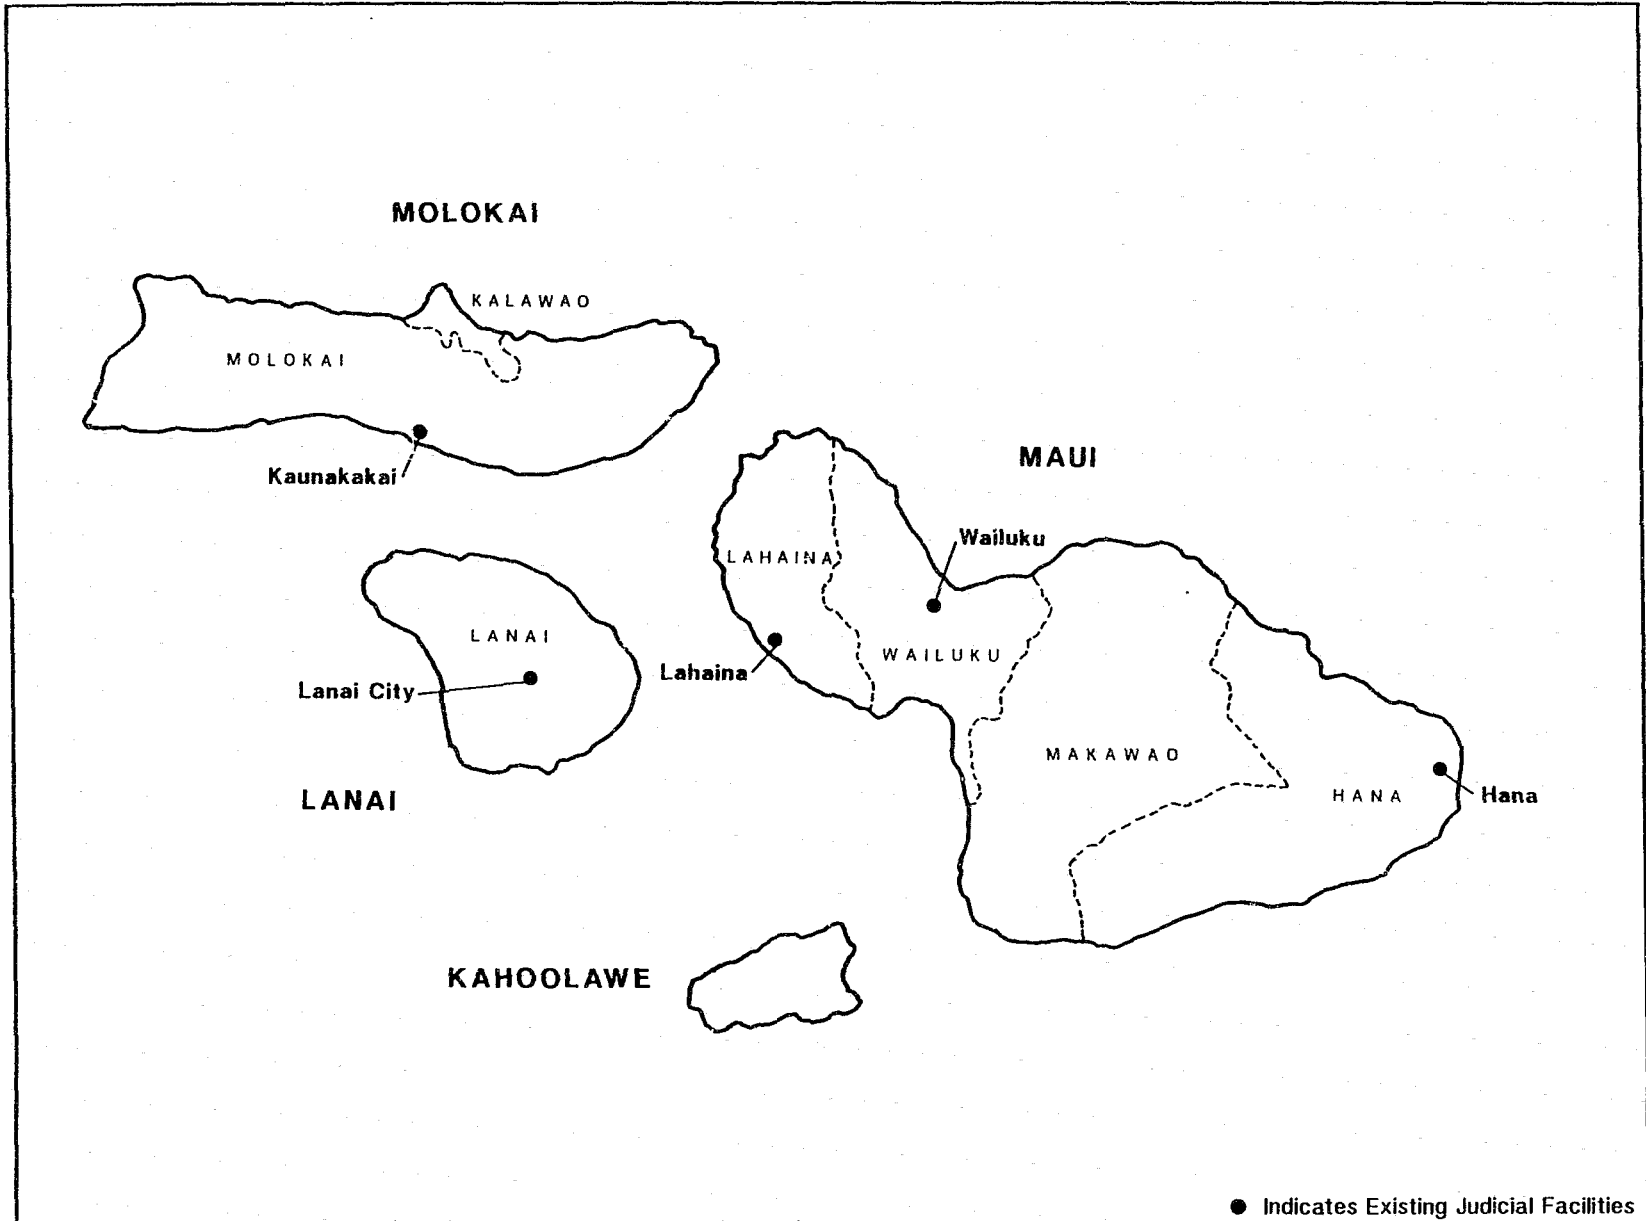 MOLOKAI
KALAWAO
MOLOKAI
Kaunakakai
MAUI
Wailuku
LAHAINA
LANAI
WAILUKU
Lahaina
Lanai City
MAKAWAO
HANA
Hana
LANAI
KAHOOLAWE
Indicates Existing Judicial Facilities